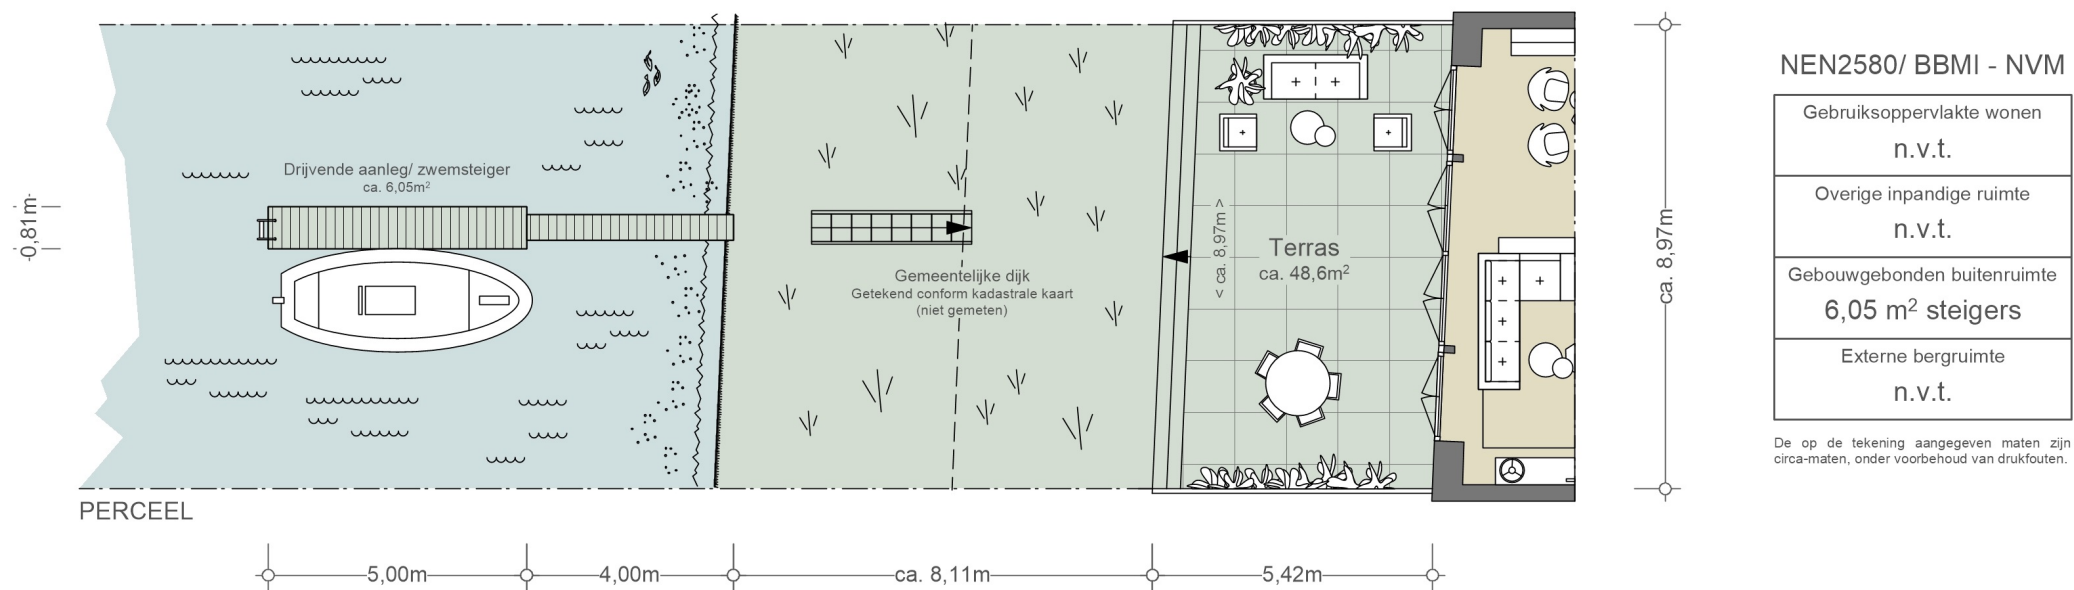 NEN2580/ BBMI - NVM
Gebruiksoppervlakte wonen
n.v.t.
Overige inpandige ruimte
n.v.t.
Gebouwgebonden buitenruimte
6,05 m² steigers
Externe bergruimte
n.v.t.
De op de tekening aangegeven maten zijn
circa-maten, onder voorbehoud van drukfouten.
Drijvende aanleg/ zwemsteiger
ca. 6,05m²
0,81m
Gemeentelijke dijk
Getekend conform kadastrale kaart
(niet gemeten)
< ca. 8,97m >
Terras
ca. 48,6m²
ca. 8,97m
PERCEEL
5,00m
4,00m
ca. 8,11m
5,42m